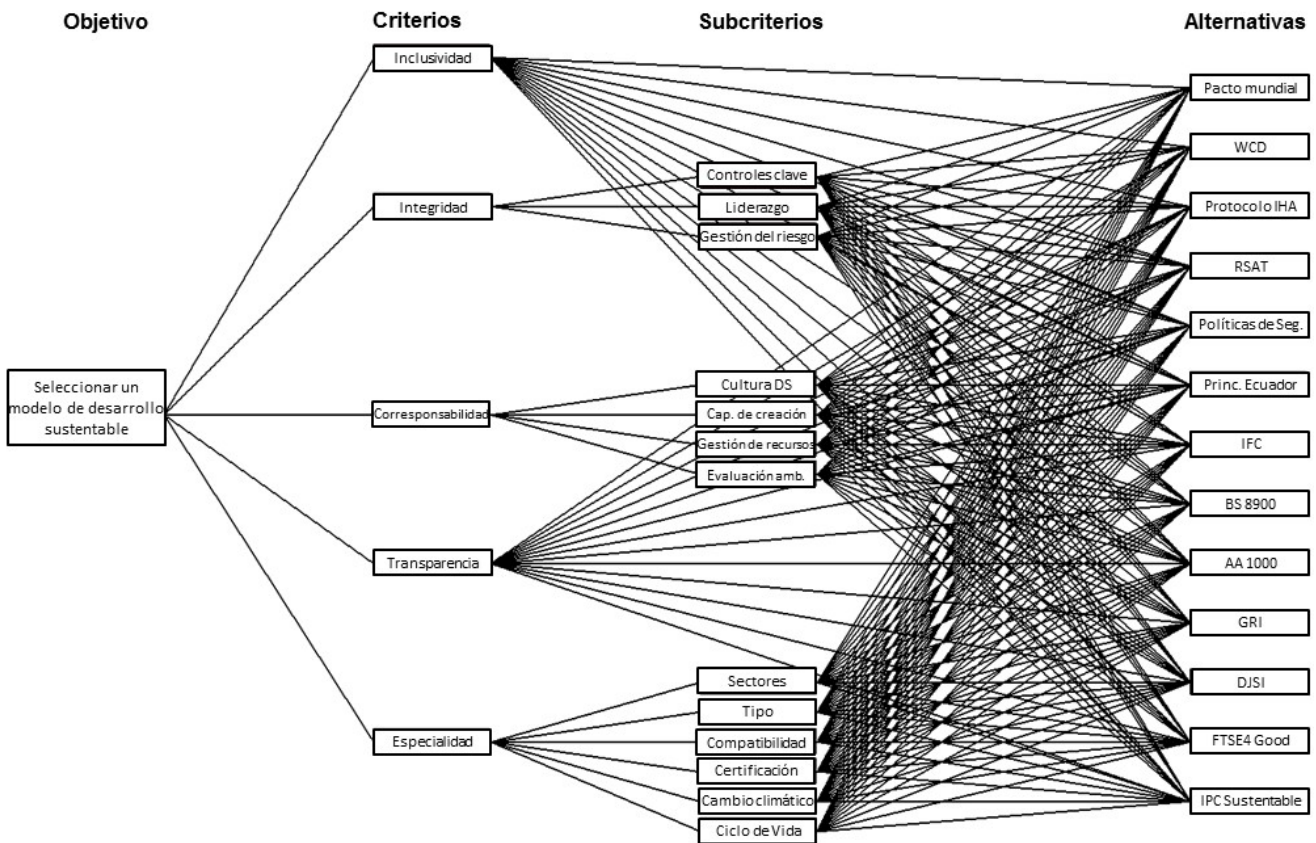 Objetivo
Criterios
Subcriterios
Alternativas
Seleccionar un
modelo de desarrollo
sustentable
Inclusividad
Integridad
Corresponsabilidad
Transparencia
Especialidad
Controles clave
Liderazgo
Gestión del riesgo
Cultura DS
Cap. de creación
Gestión de recursos
Evaluación amb.
Sectores
Tipo
Compatibilidad
Certificación
Cambio climático
Ciclo de Vida
Pacto mundial
WCD
Protocolo IHA
RSAT
Políticas de Seg.
Princ. Ecuador
IFC
BS 8900
AA 1000
GRI
DJSI
FTSE4 Good
IPC Sustentable